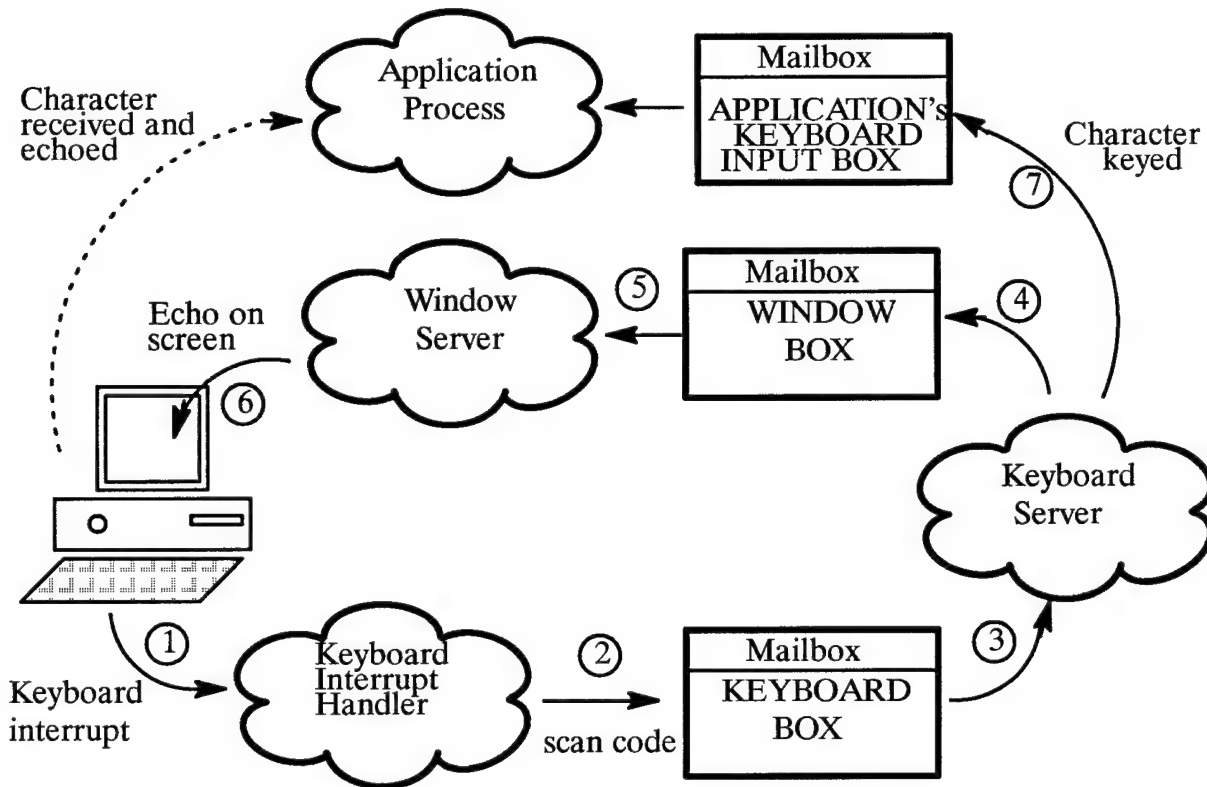 Application
Process
Mailbox
APPLICATION's
KEYBOARD
INPUT BOX
Character
received and
echoed
Character
keyed
7
Window
Server
5
Mailbox
WINDOW
BOX
4
Echo on
screen
6
Keyboard
Server
1
Keyboard
interrupt
Keyboard
Interrupt
Handler
2
scan code
Mailbox
KEYBOARD
BOX
3